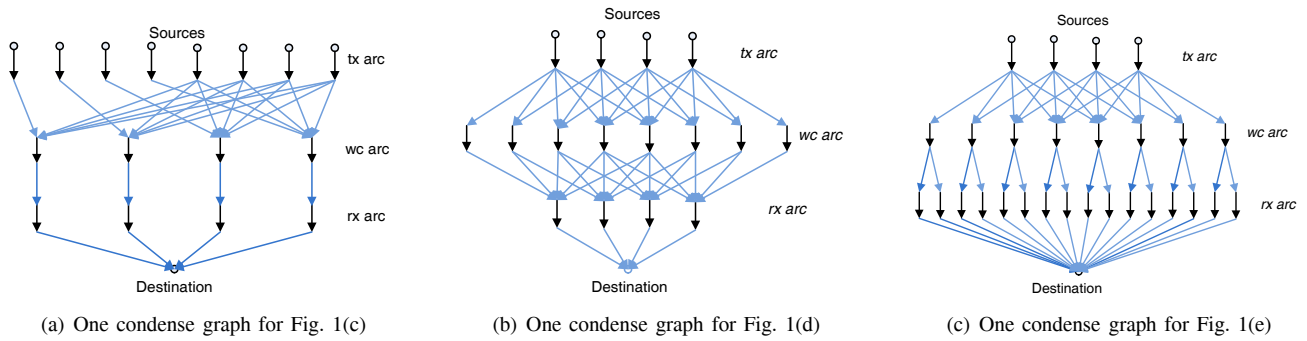 Sources
tx arc
wc arc
rx arc
Destination
(a) One condense graph for Fig. 1(c)
Sources
tx arc
wc arc
rx arc
Destination
(b) One condense graph for Fig. 1(d)
Sources
tx arc
wc arc
rx arc
Destination
(c) One condense graph for Fig. 1(e)